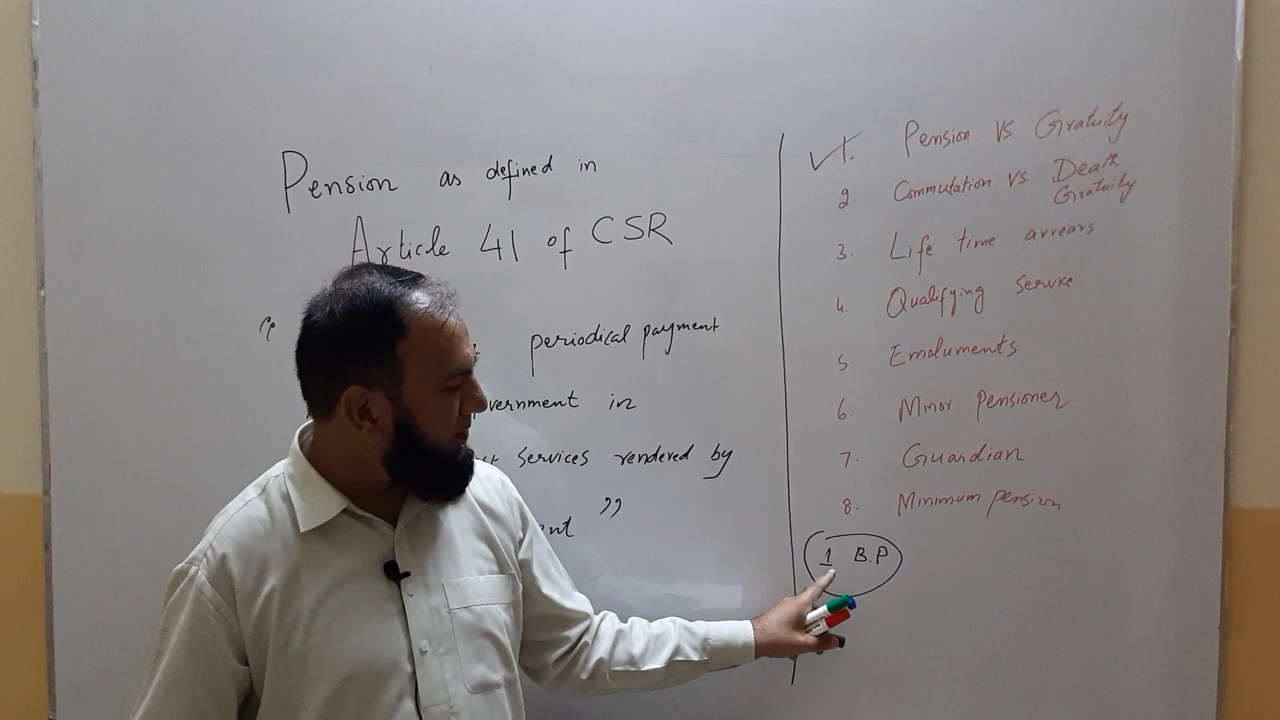 Pension as defined in
Article 41 of CSR
“
periodical payment
vernment in
services rendered by
ent ”
✓1. Pension VS. Gratuity
2. Commutation VS Death Gratuity
3. Life time arrears
4. Qualifying Service
5. Emoluments
6. Minor Pensioner
7. Guardian
8. Minimum pension
1 B.P